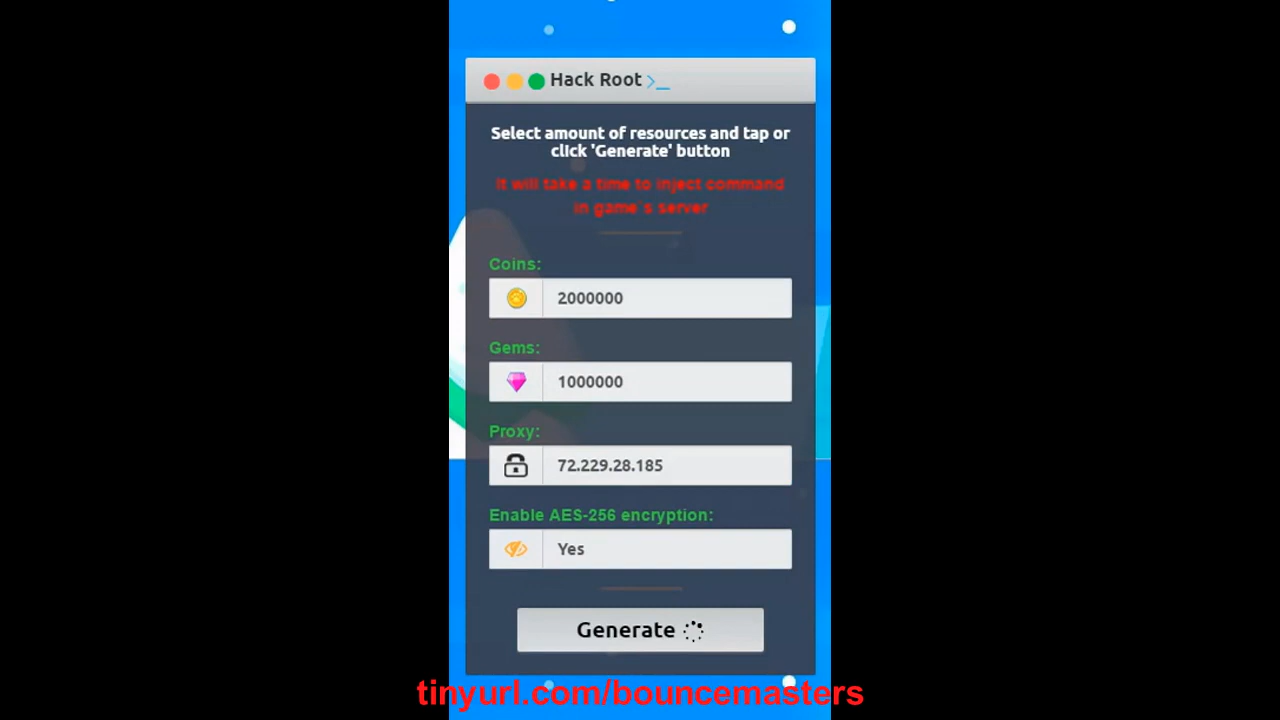 Hack Root >_
Select amount of resources and tap or
click 'Generate' button
It will take a time to inject command
in game`s server
Coins:
2000000
Gems:
1000000
Proxy:
72.229.28.185
Enable AES-256 encryption:
Yes
Generate
tinyurl.com/bouncemasters